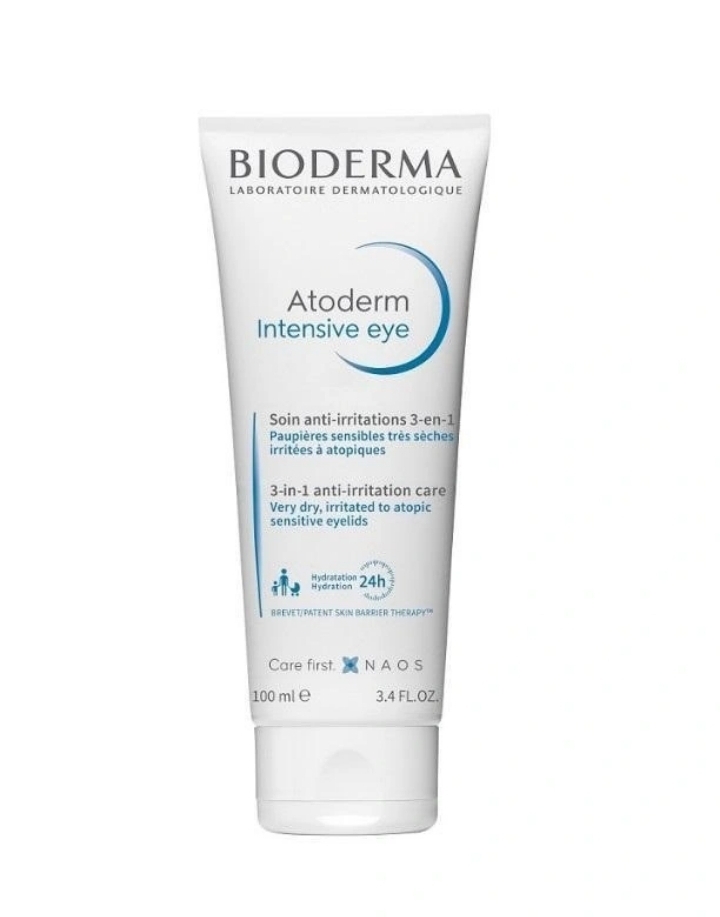 BIODERMA
LABORATOIRE DERMATOLOGIQUE
Atoderm
Intensive eye
Soin anti-irritations 3-en-1
Paupières sensibles très sèches
irritées à atopiques
3-in-1 anti-irritation care
Very dry, irritated to atopic
sensitive eyelids
Hydratation
Hydration
24h
BREVET/PATENT SKIN BARRIER THERAPY™
Care first. NAOS
100 ml ℮ 3.4 FL.OZ.